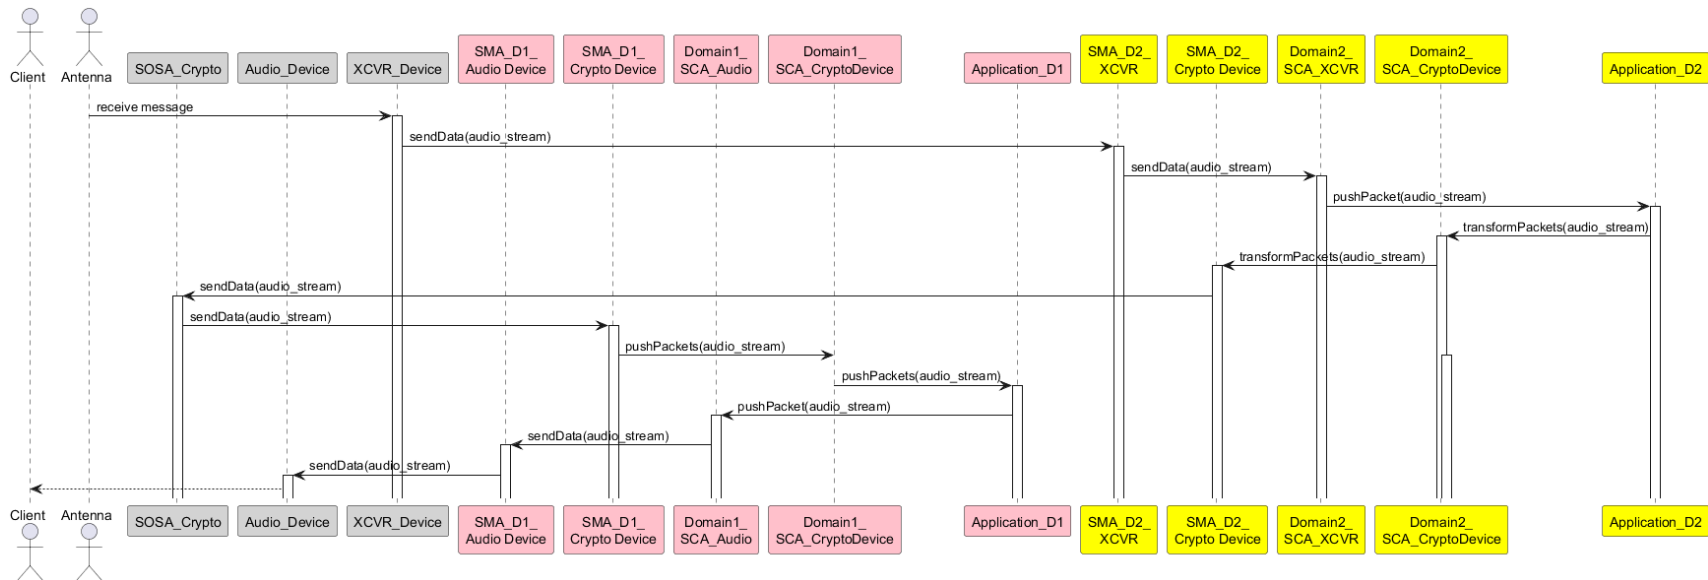 Client
Antenna
SOSA_Crypto
Audio_Device
XCVR_Device
SMA_D1_
Audio Device
SMA_D1_
Crypto Device
Domain1_
SCA_Audio
Domain1_
SCA_CryptoDevice
Application_D1
SMA_D2_
XCVR
SMA_D2_
Crypto Device
Domain2_
SCA_XCVR
Domain2_
SCA_CryptoDevice
Application_D2
receive message
sendData(audio_stream)
sendData(audio_stream)
pushPacket(audio_stream)
transformPackets(audio_stream)
transformPackets(audio_stream)
sendData(audio_stream)
sendData(audio_stream)
pushPackets(audio_stream)
pushPackets(audio_stream)
pushPacket(audio_stream)
sendData(audio_stream)
sendData(audio_stream)
Client
Antenna
SOSA_Crypto
Audio_Device
XCVR_Device
SMA_D1_
Audio Device
SMA_D1_
Crypto Device
Domain1_
SCA_Audio
Domain1_
SCA_CryptoDevice
Application_D1
SMA_D2_
XCVR
SMA_D2_
Crypto Device
Domain2_
SCA_XCVR
Domain2_
SCA_CryptoDevice
Application_D2